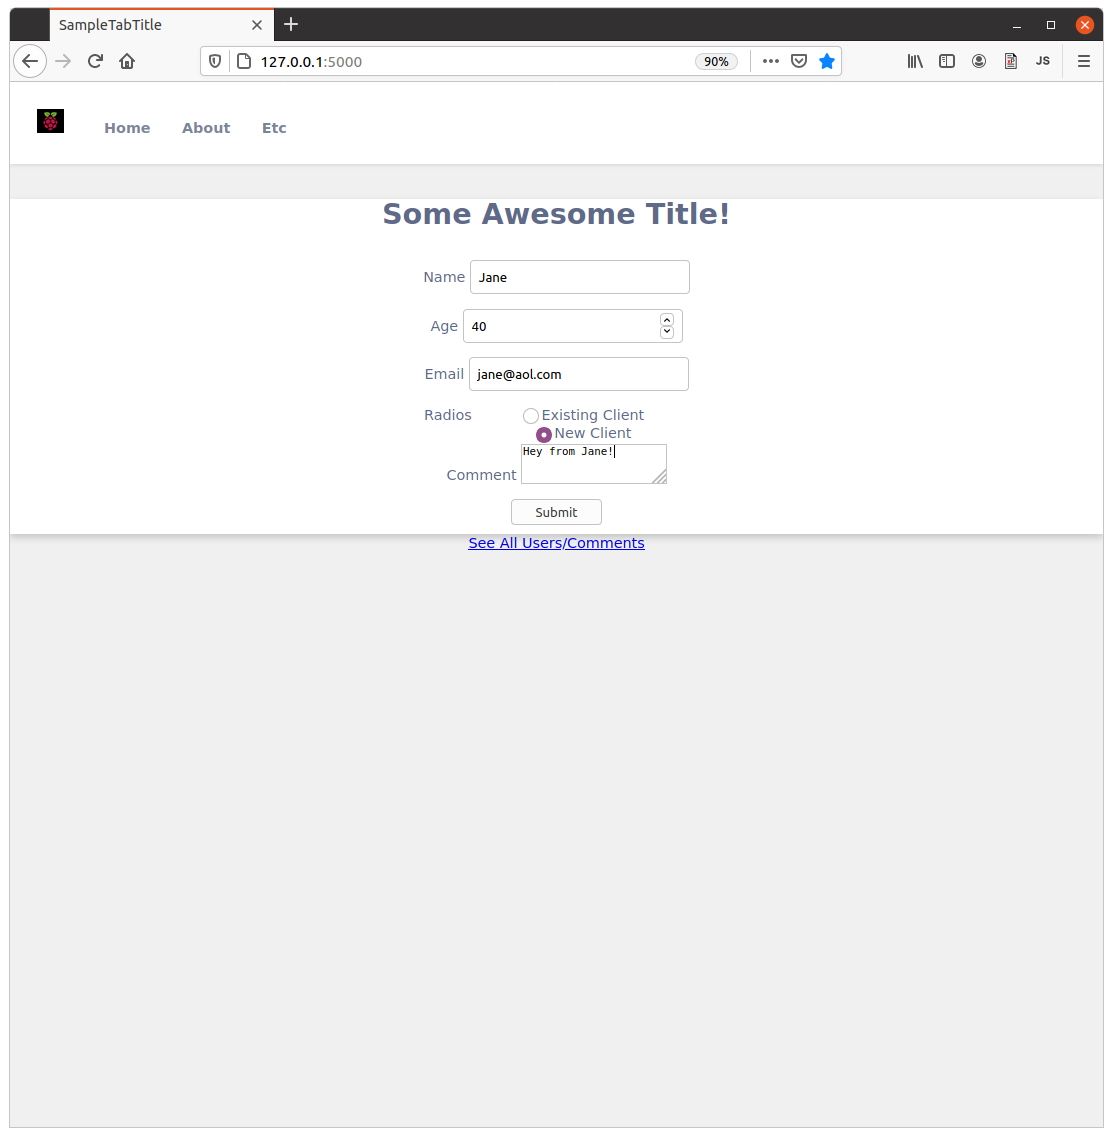 SampleTabTitle
127.0.0.1:5000
90%
JS
Home About Etc
Some Awesome Title!
Name Jane
Age 40
Email jane@aol.com
Radios Existing Client
New Client
Hey from Jane!
Comment
Submit
See All Users/Comments